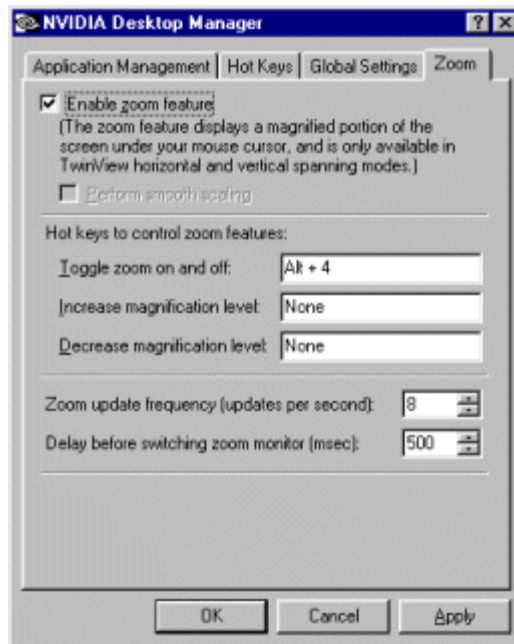 NVIDIA Desktop Manager
Application Management Hot Keys Global Settings Zoom
Enable zoom feature
(The zoom feature displays a magnified portion of the
screen under your mouse cursor, and is only available in
TwinView horizontal and vertical spanning modes.)
Perform smooth scaling
Hot keys to control zoom features:
Toggle zoom on and off: Alt + 4
Increase magnification level: None
Decrease magnification level: None
Zoom update frequency (updates per second): 8
Delay before switching zoom monitor (msec): 500
OK Cancel Apply